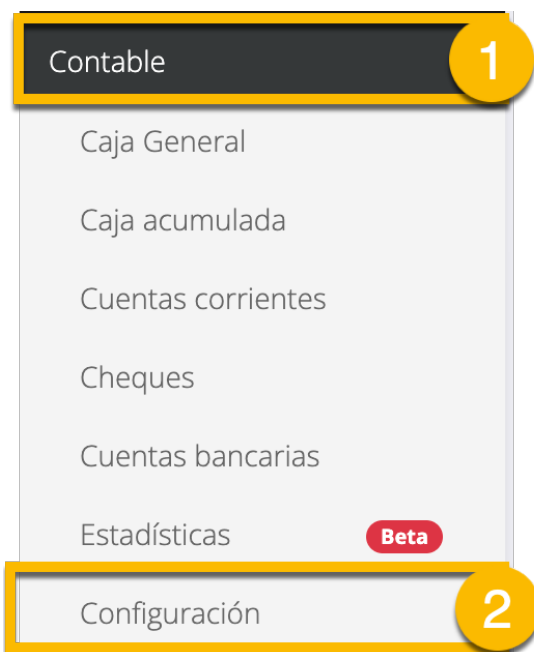 Contable 1
Caja General
Caja acumulada
Cuentas corrientes
Cheques
Cuentas bancarias
Estadísticas Beta
Configuración 2